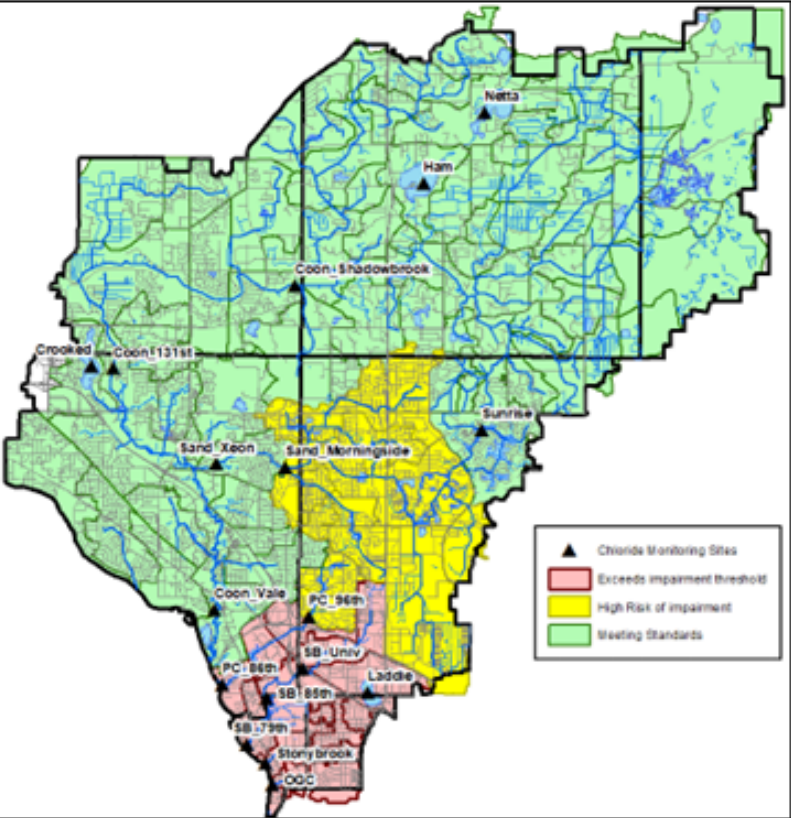 Netta
Ham
Coon_Shadowbrook
Crooked
Coon_131st
Sunrise
Sand_Xeon
Sand_Morningside
Coon_Vale
PC_96th
SB_Univ
PC_86th
Laddie
SB_85th
SB_79th
Stonybrook
OGC
Chloride Monitoring Sites
Exceeds impairment threshold
High Risk of impairment
Meeting Standards